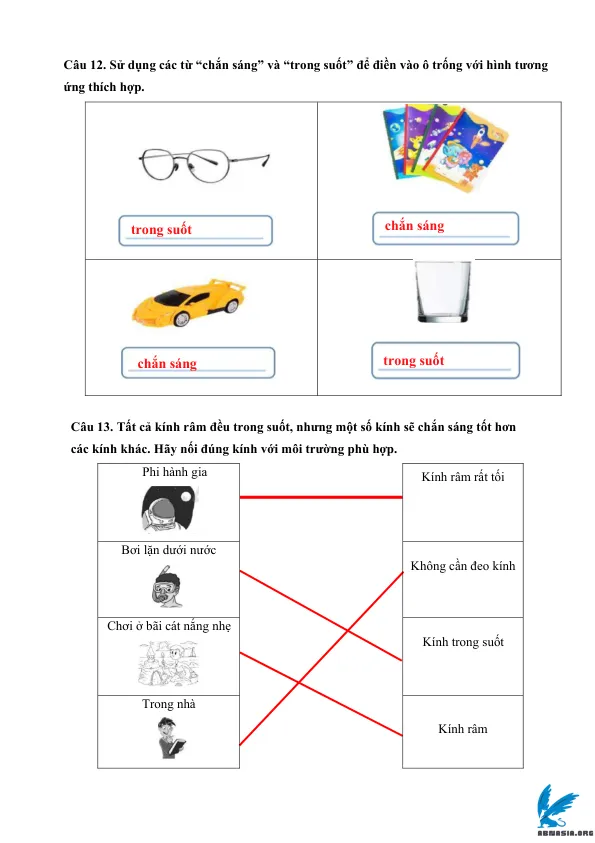 Câu 12. Sử dụng các từ “chắn sáng” và “trong suốt” để điền vào ô trống với hình tương
ứng thích hợp.
trong suốt
chắn sáng
chắn sáng
trong suốt
Câu 13. Tất cả kính râm đều trong suốt, nhưng một số kính sẽ chắn sáng tốt hơn
các kính khác. Hãy nối đúng kính với môi trường phù hợp.
Phi hành gia
Kính râm rất tối
Bơi lặn dưới nước
Không cần đeo kính
Chơi ở bãi cát nắng nhẹ
Kính trong suốt
Trong nhà
Kính râm
ABNASIA.ORG